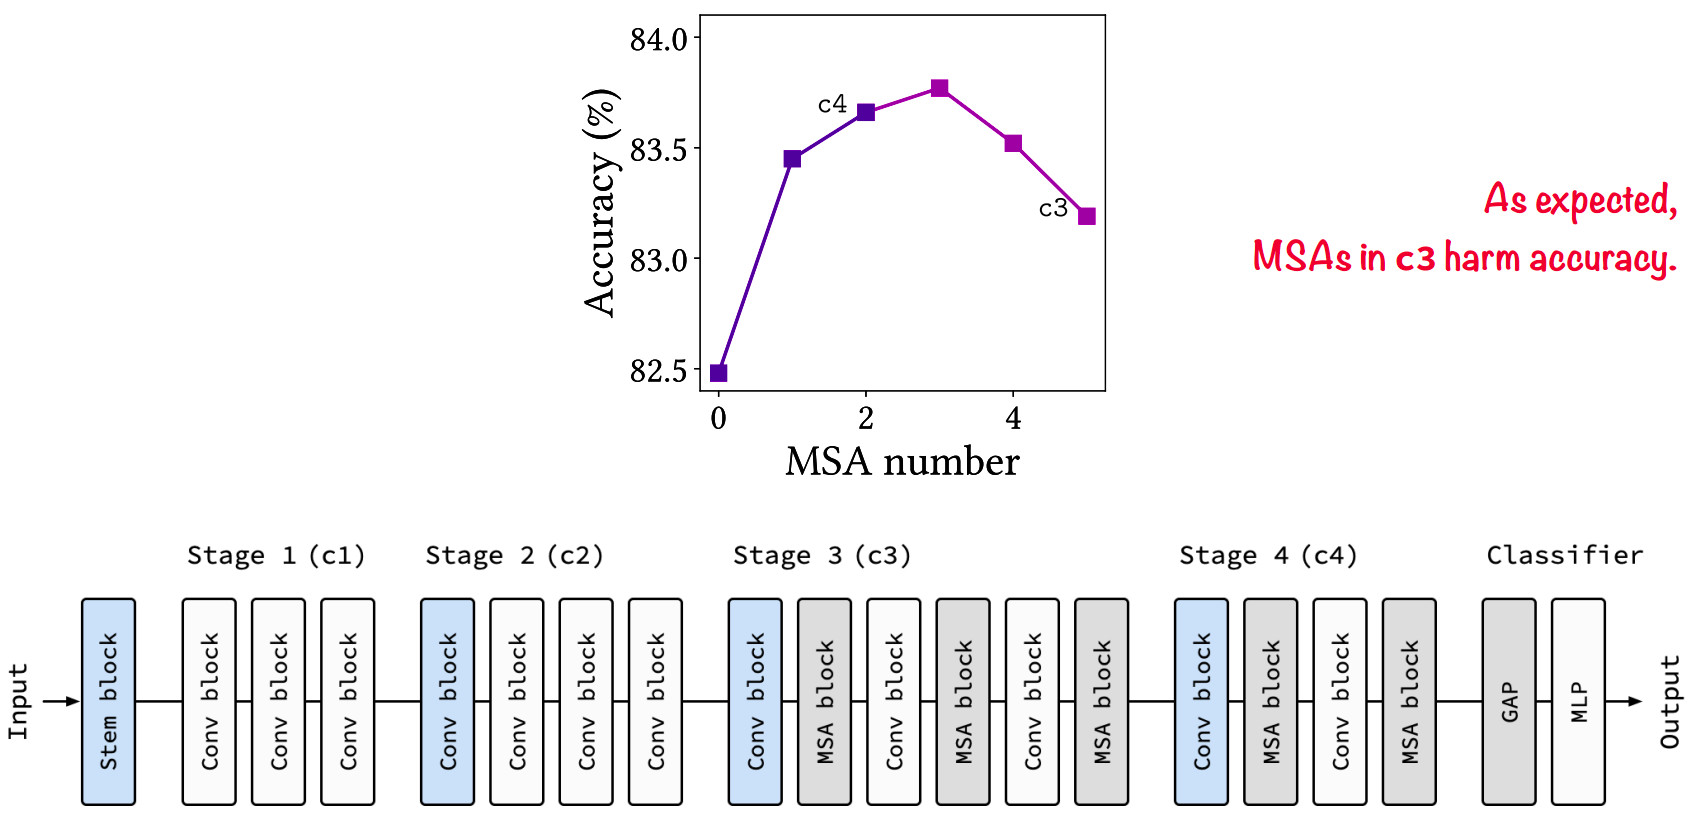 84.0
83.5
83.0
82.5
Accuracy (%)
c4
c3
0 2 4
MSA number
As expected,
MSAs in c3 harm accuracy.
Stage 1 (c1) Stage 2 (c2) Stage 3 (c3) Stage 4 (c4) Classifier
Input
Stem block
Conv block
Conv block
Conv block
Conv block
Conv block
Conv block
Conv block
Conv block
MSA block
Conv block
MSA block
Conv block
MSA block
Conv block
MSA block
Conv block
MSA block
GAP
MLP
Output